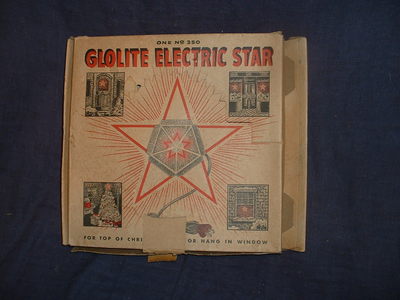 ONE Nº 350
GLOLITE ELECTRIC STAR
FOR TOP OF CHRI OR HANG IN WINDOW